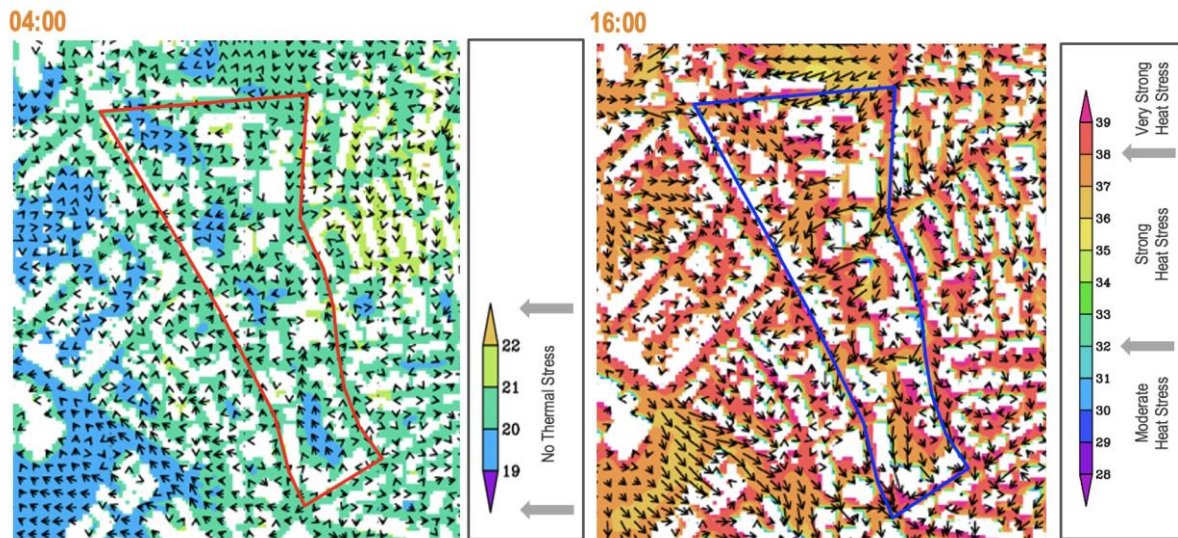 04:00
22
21
20
19
No Thermal Stress
16:00
39
38
37
36
35
34
33
32
31
30
29
28
Very Strong
Heat Stress
Strong
Heat Stress
Moderate
Heat Stress